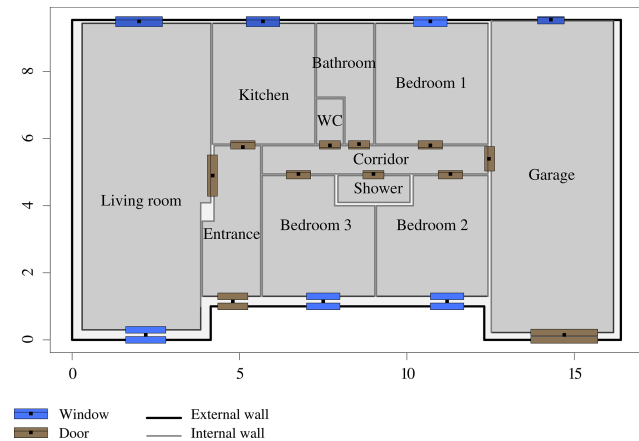 8
6
4
2
0
Bathroom
Kitchen
Bedroom 1
WC
Corridor
Garage
Shower
Living room
Entrance
Bedroom 3
Bedroom 2
0 5 10 15
Window External wall
Door Internal wall